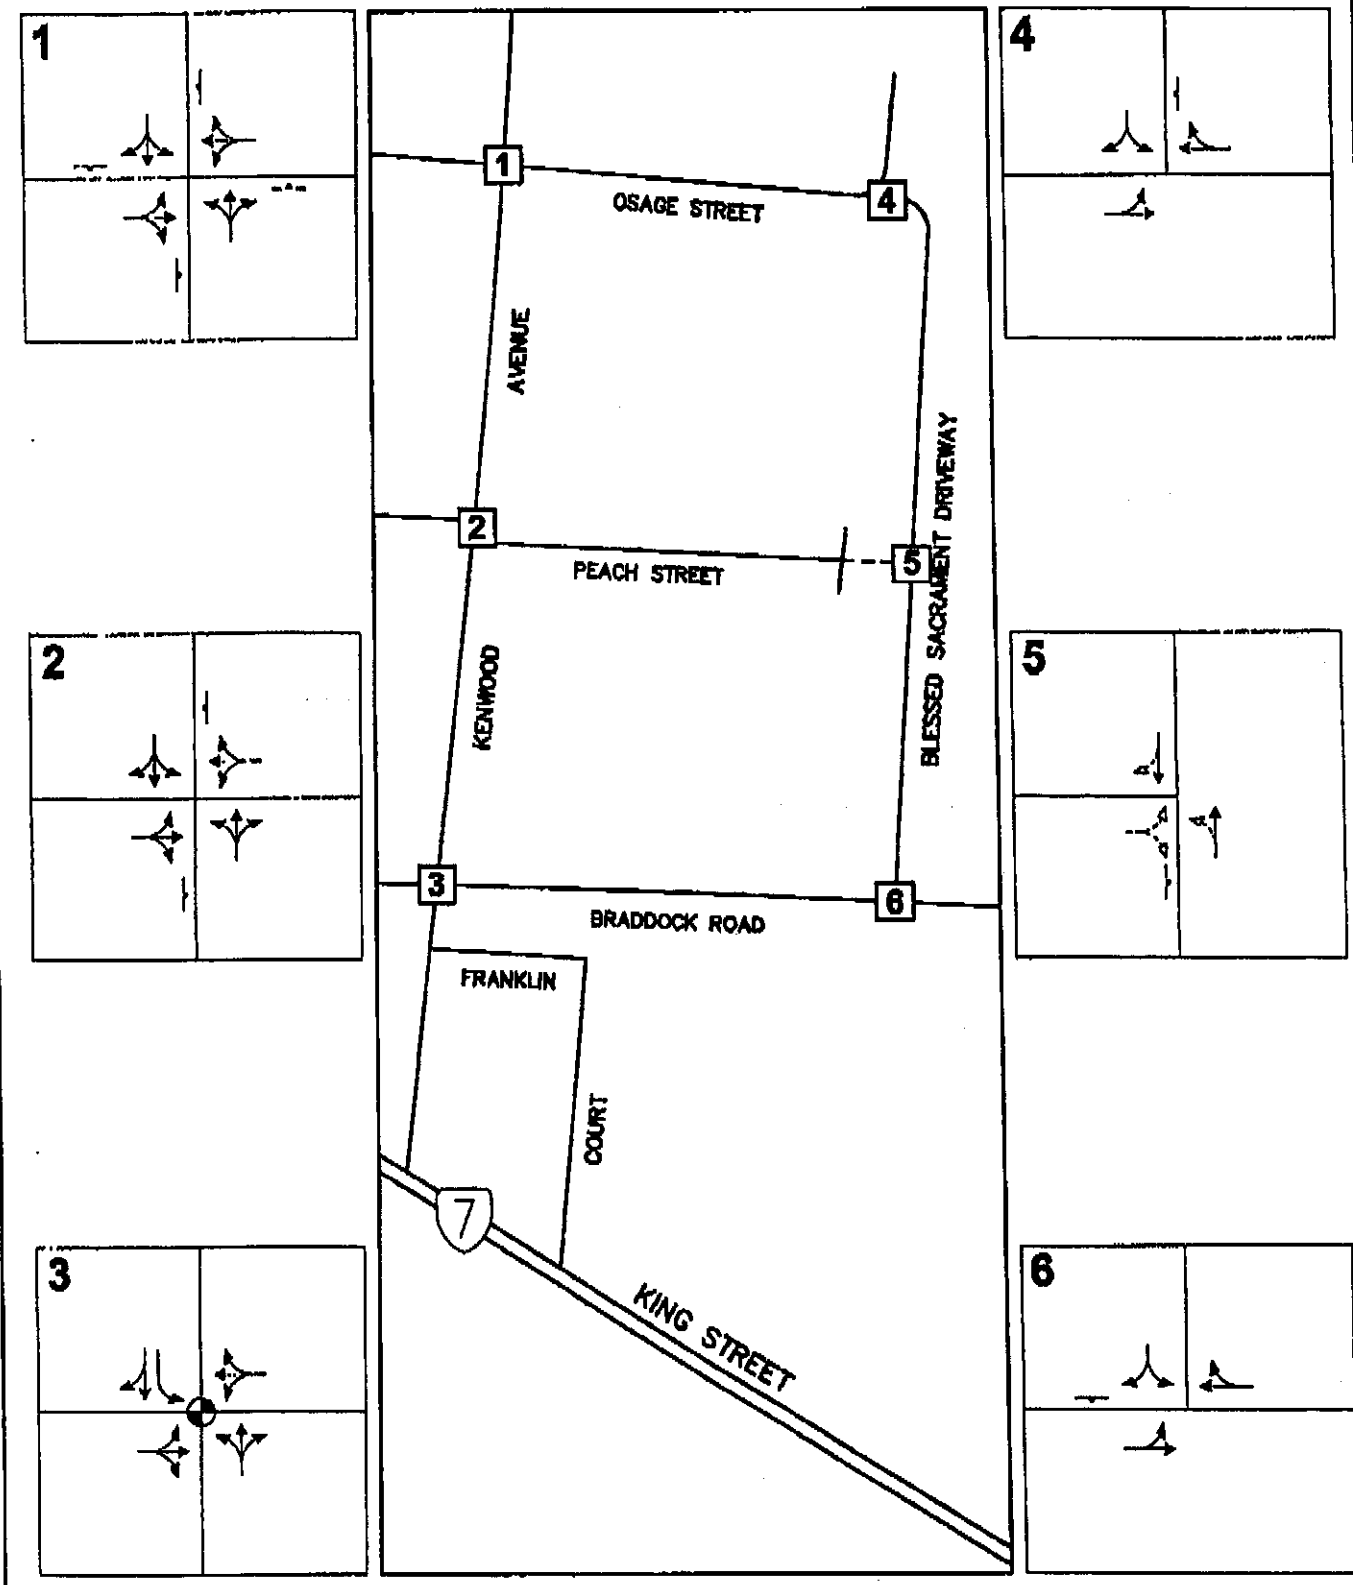 1
4
1
4
OSAGE STREET
AVENUE
2
PEACH STREET
5
BLESSED SACRAMENT DRIVEWAY
2
5
KENWOOD
3
6
BRADDOCK ROAD
FRANKLIN
COURT
7
3
6
KING STREET